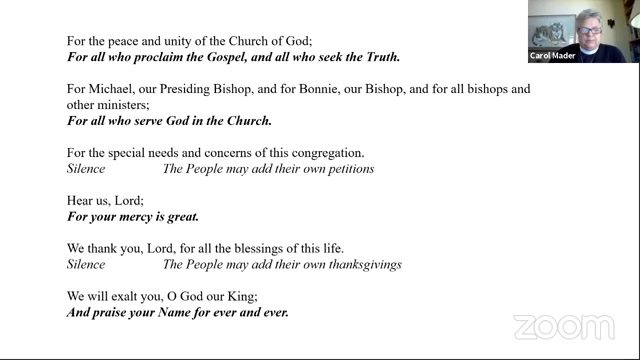 For the peace and unity of the Church of God;
For all who proclaim the Gospel, and all who seek the Truth.
For Michael, our Presiding Bishop, and for Bonnie, our Bishop, and for all bishops and
other ministers;
For all who serve God in the Church.
For the special needs and concerns of this congregation.
Silence The People may add their own petitions
Hear us, Lord;
For your mercy is great.
We thank you, Lord, for all the blessings of this life.
Silence The People may add their own thanksgivings
We will exalt you, O God our King;
And praise your Name for ever and ever.
Carol Mader
zoom